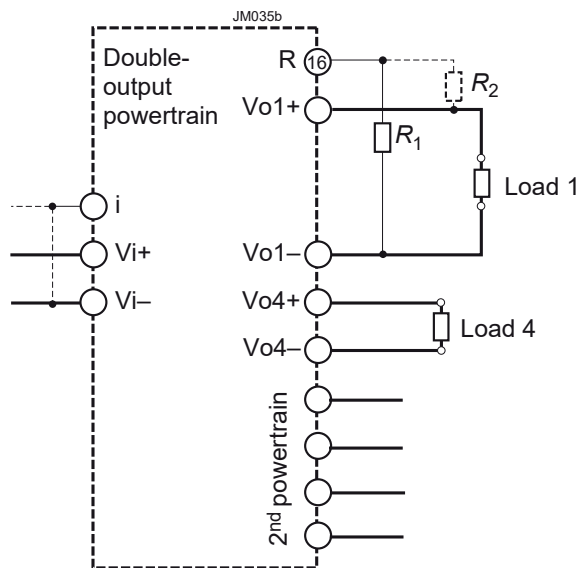 JM035b
Double-
output
powertrain
R 16
R2
Vo1+
R1
Load 1
i
Vi+
Vo1–
Vi–
Vo4+
Load 4
Vo4–
2nd powertrain